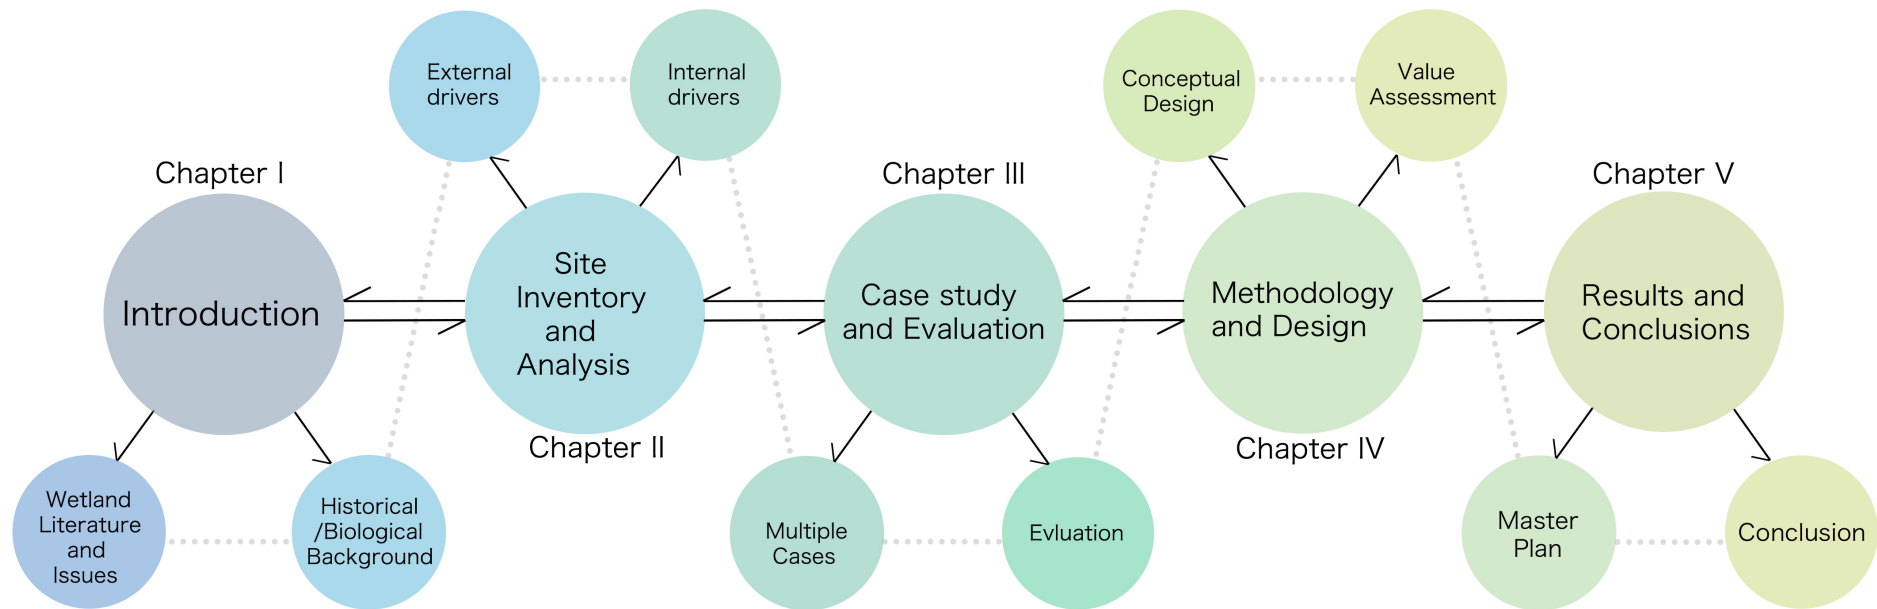 External
drivers
Internal
drivers
Conceptual
Design
Value
Assessment
Chapter I
Chapter III
Chapter V
Introduction
Site
Inventory
and
Analysis
Case study
and Evaluation
Methodology
and Design
Results and
Conclusions
Chapter II
Chapter IV
Wetland
Literature
and
Issues
Historical
/Biological
Background
Multiple
Cases
Evluation
Master
Plan
Conclusion